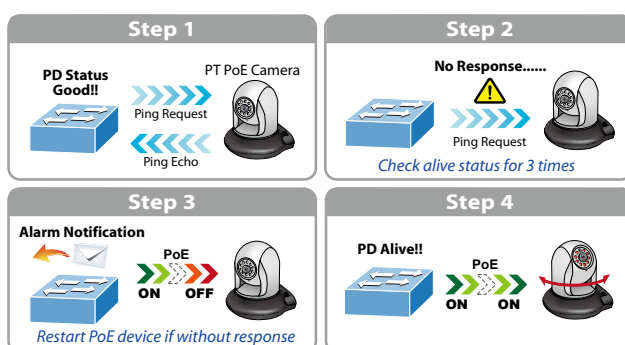 Step 1
PD Status
Good!!
PT PoE Camera
Ping Request
Ping Echo
Step 2
No Response......
Ping Request
Check alive status for 3 times
Step 3
Alarm Notification
PoE
ON OFF
Restart PoE device if without response
Step 4
PD Alive!!
PoE
ON ON